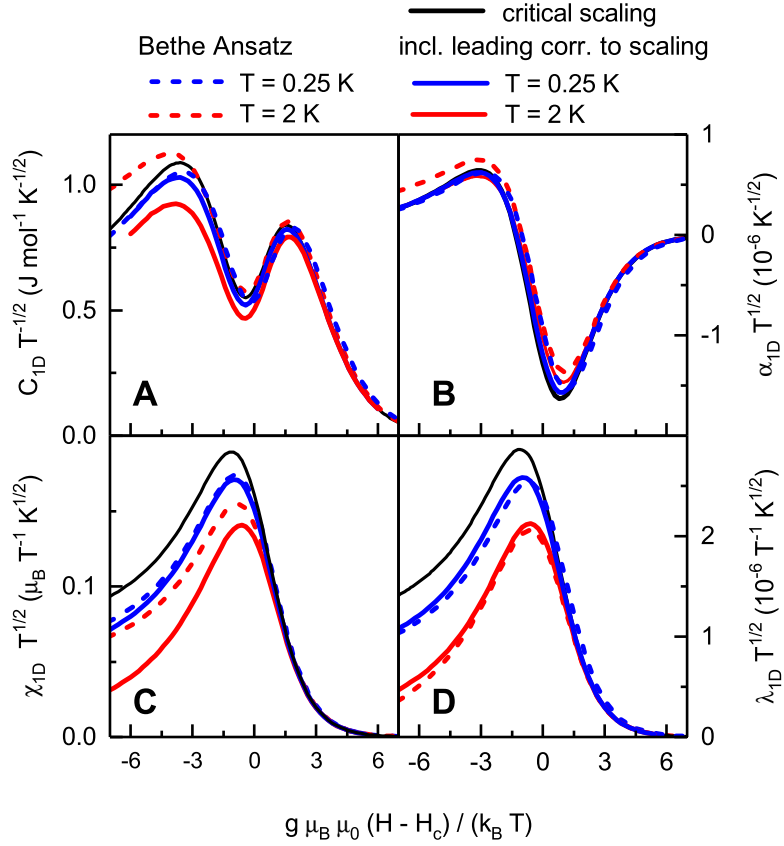 critical scaling
Bethe Ansatz incl. leading corr. to scaling
T = 0.25 K T = 0.25 K
T = 2 K T = 2 K
C1D T-1/2 (J mol-1 K-1/2)
1.0
0.5
0.0
A
B
1
0
-1
α1D T1/2 (10-6 K-1/2)
χ1D T1/2 (μB T-1 K1/2)
0.1
0.0
C
D
2
1
0
λ1D T1/2 (10-6 T-1 K1/2)
-6 -3 0 3 6 -6 -3 0 3 6
g μB μ0 (H - Hc) / (kB T)